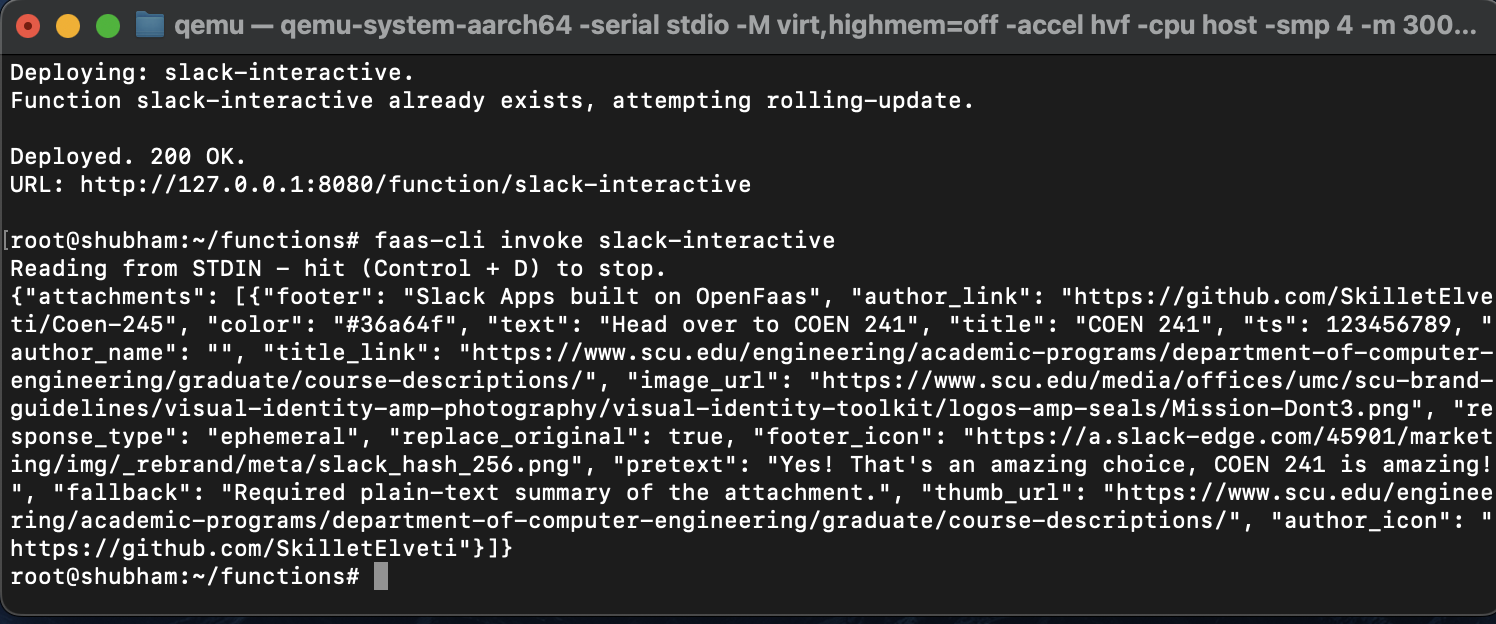 qemu — qemu-system-aarch64 -serial stdio -M virt,highmem=off -accel hvf -cpu host -smp 4 -m 300...
Deploying: slack-interactive.
Function slack-interactive already exists, attempting rolling-update.
Deployed. 200 OK.
URL: http://127.0.0.1:8080/function/slack-interactive
[root@shubham:~/functions# faas-cli invoke slack-interactive
Reading from STDIN - hit (Control + D) to stop.
{"attachments": [{"footer": "Slack Apps built on OpenFaas", "author_link": "https://github.com/SkilletElve
ti/Coen-245", "color": "#36a64f", "text": "Head over to COEN 241", "title": "COEN 241", "ts": 123456789, "
author_name": "", "title_link": "https://www.scu.edu/engineering/academic-programs/department-of-computer-
engineering/graduate/course-descriptions/", "image_url": "https://www.scu.edu/media/offices/umc/scu-brand-
guidelines/visual-identity-amp-photography/visual-identity-toolkit/logos-amp-seals/Mission-Dont3.png", "re
sponse_type": "ephemeral", "replace_original": true, "footer_icon": "https://a.slack-edge.com/45901/market
ing/img/_rebrand/meta/slack_hash_256.png", "pretext": "Yes! That's an amazing choice, COEN 241 is amazing!
", "fallback": "Required plain-text summary of the attachment.", "thumb_url": "https://www.scu.edu/enginee
ring/academic-programs/department-of-computer-engineering/graduate/course-descriptions/", "author_icon": "
https://github.com/SkilletElveti"}]}
root@shubham:~/functions#